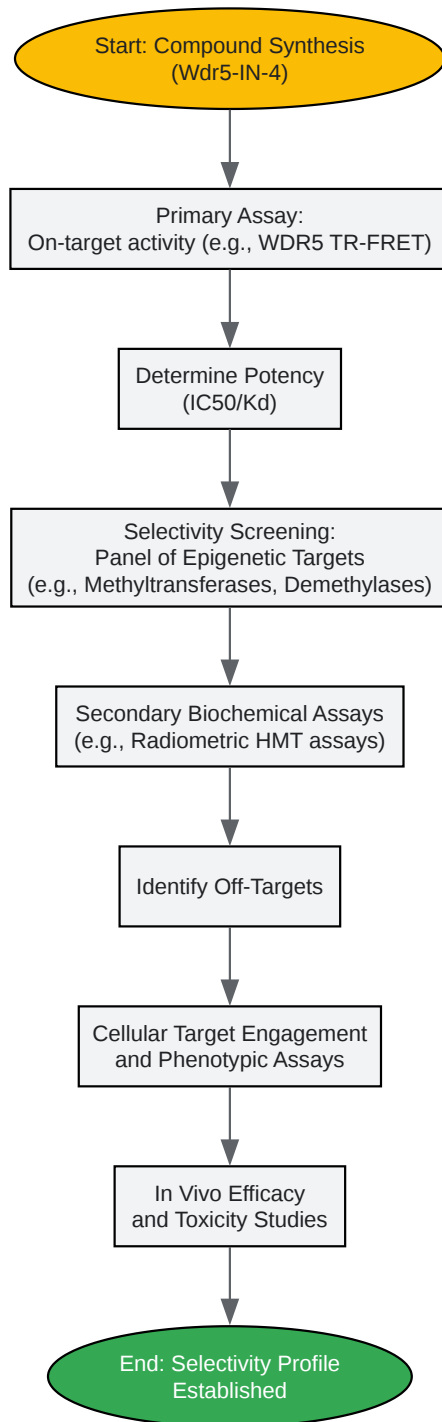 Start: Compound Synthesis
(Wdr5-IN-4)
Primary Assay:
On-target activity (e.g., WDR5 TR-FRET)
Determine Potency
(IC50/Kd)
Selectivity Screening:
Panel of Epigenetic Targets
(e.g., Methyltransferases, Demethylases)
Secondary Biochemical Assays
(e.g., Radiometric HMT assays)
Identify Off-Targets
Cellular Target Engagement
and Phenotypic Assays
In Vivo Efficacy
and Toxicity Studies
End: Selectivity Profile
Established